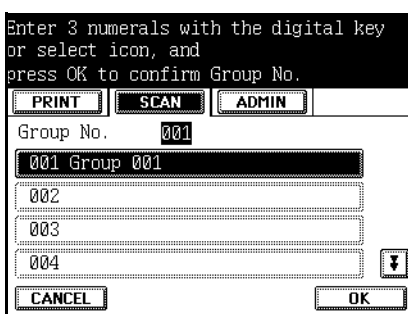 Enter 3 numerals with the digital key
or select icon, and
press OK to confirm Group No.
PRINT SCAN ADMIN
Group No. 001
001 Group 001
002
003
004
CANCEL OK